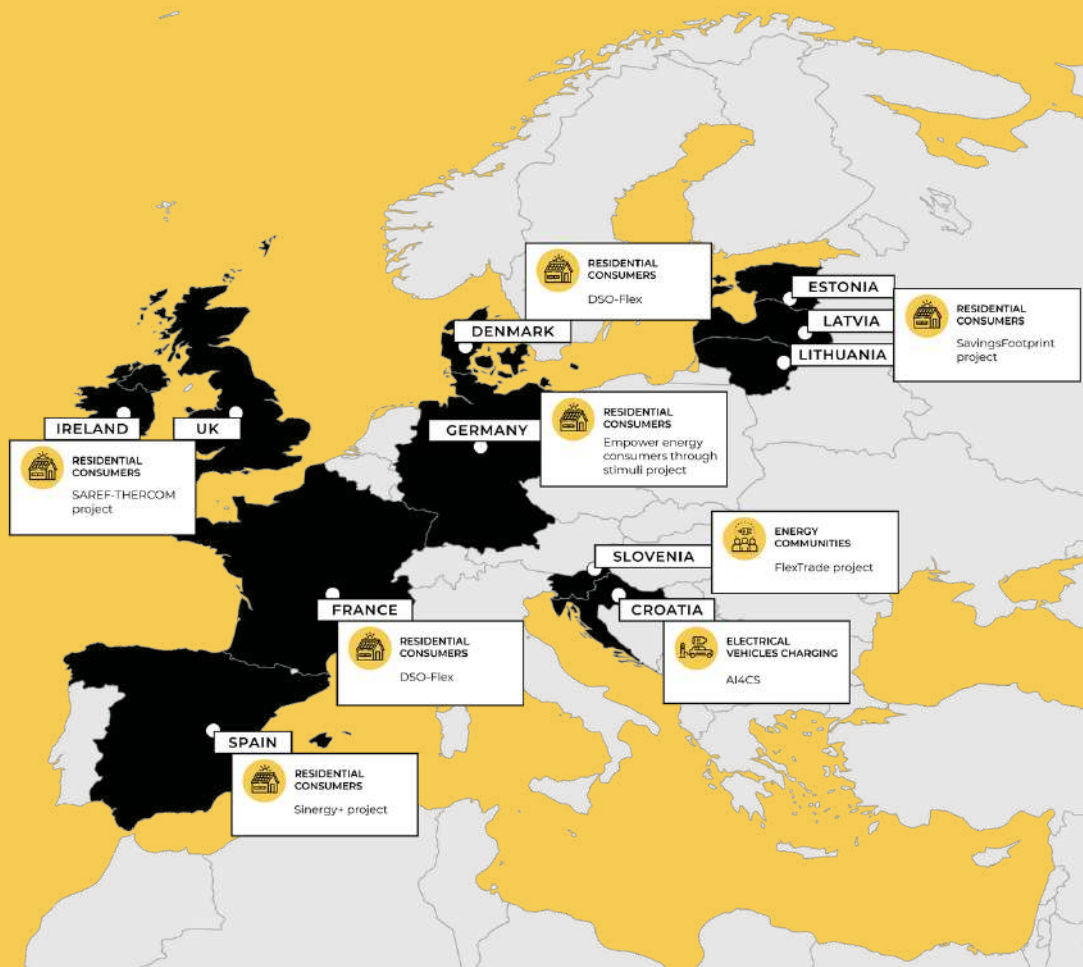 RESIDENTIAL
CONSUMERS
DSO-Flex
DENMARK
ESTONIA
LATVIA
LITHUANIA
RESIDENTIAL
CONSUMERS
SavingsFootprint
project
IRELAND
UK
RESIDENTIAL
CONSUMERS
SAREF-THERCOM
project
GERMANY
RESIDENTIAL
CONSUMERS
Empower energy
consumers through
stimuli project
SLOVENIA
ENERGY
COMMUNITIES
FlexTrade project
FRANCE
RESIDENTIAL
CONSUMERS
DSO-Flex
CROATIA
ELECTRICAL
VEHICLES CHARGING
AI4CS
SPAIN
RESIDENTIAL
CONSUMERS
Sinergy+ project